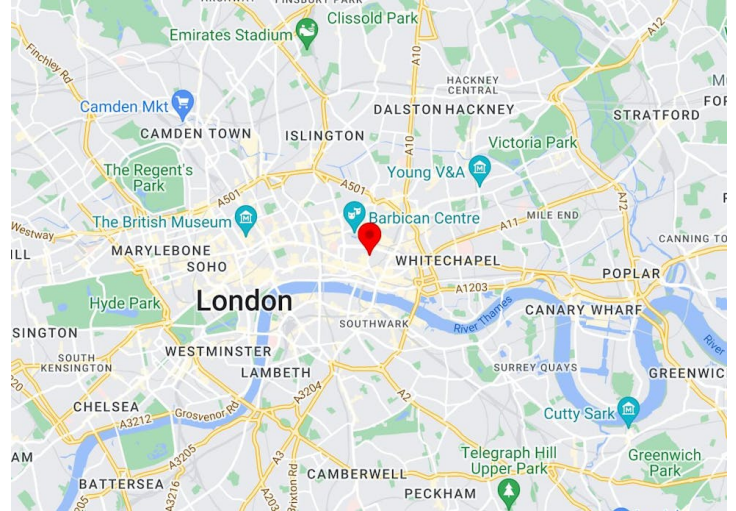 FINSBURY PARK
Clissold Park
Emirates Stadium
A12
Finchley Rd
A10
HACKNEY
CENTRAL
Camden Mkt
DALSTON
HACKNEY
STRATFORD
CAMDEN TOWN
ISLINGTON
Victoria Park
A10
The Regent's
Park
Young V&A
A501
A501
A12
The British Museum
Barbican Centre
A11
MILE END
Westway
MARYLEBONE
SOHO
WHITECHAPEL
CANNING TO
POPLAR
A1203
Hyde Park
London
River Thames
CANARY WHARF
SOUTHWARK
SINGTON
River
WESTMINSTER
SOUTH
KENSINGTON
LAMBETH
SURREY QUAYS
GREENWIC
A3204
A2
CHELSEA
A3212
Grosvenor Rd
Cutty Sark
A3205
A3
Telegraph Hill
Upper Park
Greenwich
Park
AM
BATTERSEA
A3216
A203
Brixton Rd
CAMBERWELL
PECKHAM